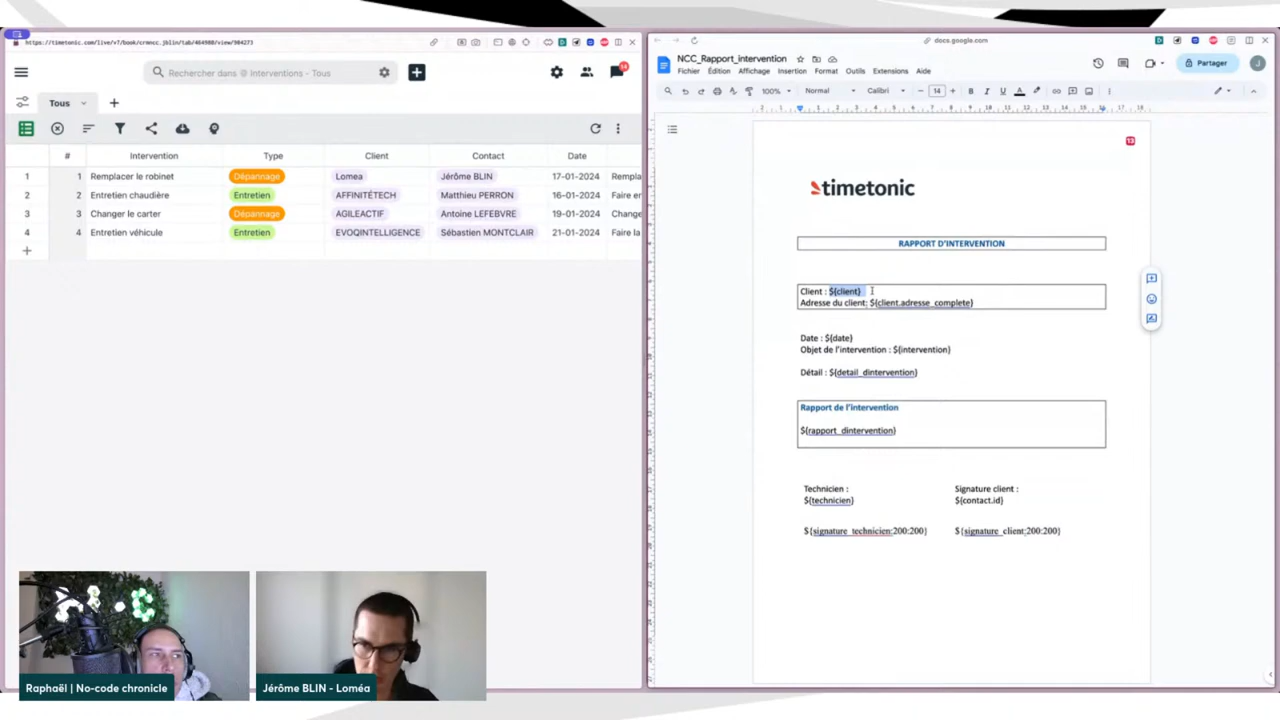 https://timetonic.com/live/v7/book/crmncc.jblin/tab/464988/view/984273
Rechercher dans @ Interventions - Tous
Tous
# Intervention Type Client Contact Date
1 1 Remplacer le robinet Dépannage Lomea Jérôme BLIN 17-01-2024 Rempla
2 2 Entretien chaudière Entretien AFFINITÉTECH Matthieu PERRON 16-01-2024 Faire er
3 3 Changer le carter Dépannage AGILEACTIF Antoine LEFEBVRE 19-01-2024 Change
4 4 Entretien véhicule Entretien EVOQINTELLIGENCE Sébastien MONTCLAIR 21-01-2024 Faire la
docs.google.com
NCC_Rapport_intervention
Fichier Édition Affichage Insertion Format Outils Extensions Aide
Partager
J
100% Normal Calibri 14
timetonic
RAPPORT D'INTERVENTION
Client : ${client}
Adresse du client: ${client.adresse_complete}
Date : ${date}
Objet de l'intervention : ${intervention}
Détail : ${detail_dintervention}
Rapport de l'intervention
${rapport_dintervention}
Technicien : Signature client :
${technicien} ${contact.id}
${signature_technicien:200:200} ${signature_client:200:200}
Raphaël | No-code chronicle
Jérôme BLIN - Loméa